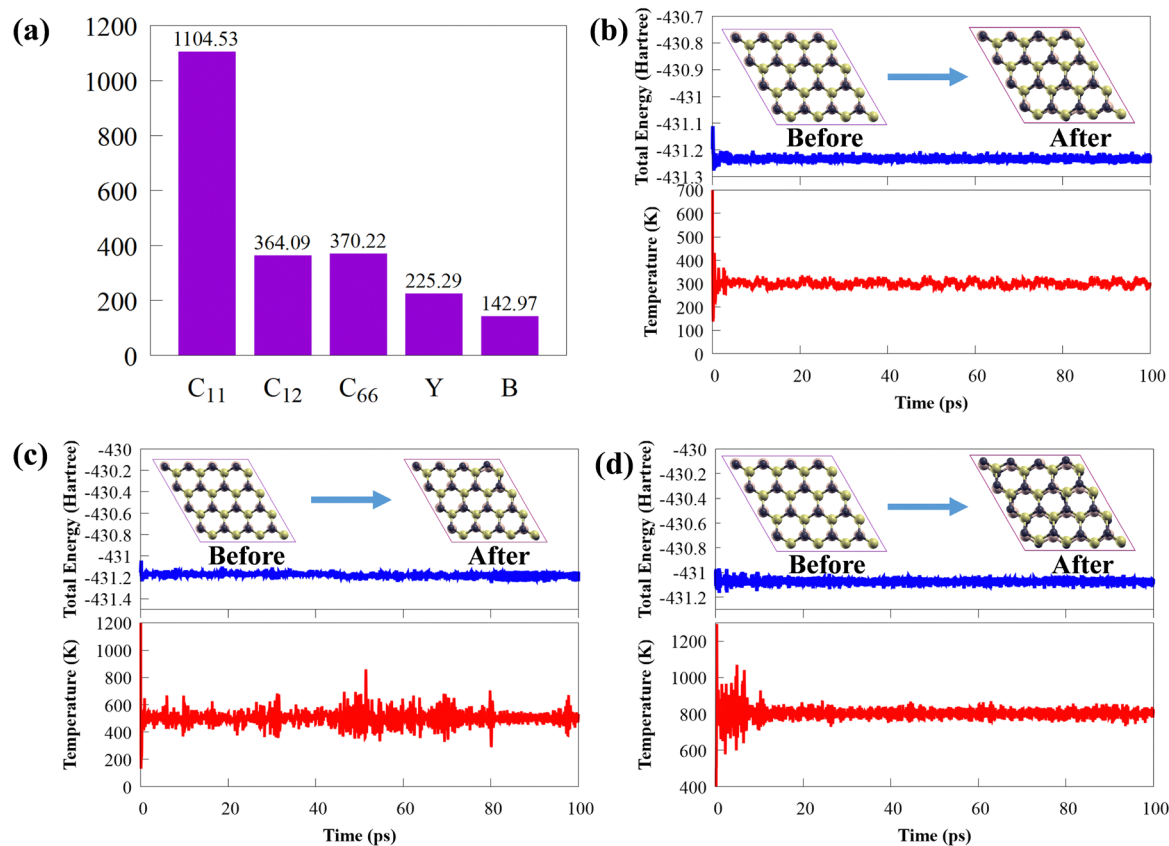 (a)
1200
1000
800
600
400
200
0
1104.53
364.09
370.22
225.29
142.97
C₁₁ C₁₂ C₆₆ Y B
(b)
Total Energy (Hartree)
-430.7
-430.8
-430.9
-431
-431.1
-431.2
-431.3
Before
After
Temperature (K)
700
600
500
400
300
200
100
0
0 20 40 60 80 100
Time (ps)
(c)
Total Energy (Hartree)
-430
-430.2
-430.4
-430.6
-430.8
-431
-431.2
-431.4
Before
After
Temperature (K)
1200
1000
800
600
400
200
0
0 20 40 60 80 100
Time (ps)
(d)
Total Energy (Hartree)
-430
-430.2
-430.4
-430.6
-430.8
-431
-431.2
Before
After
Temperature (K)
1200
1000
800
600
400
0 20 40 60 80 100
Time (ps)